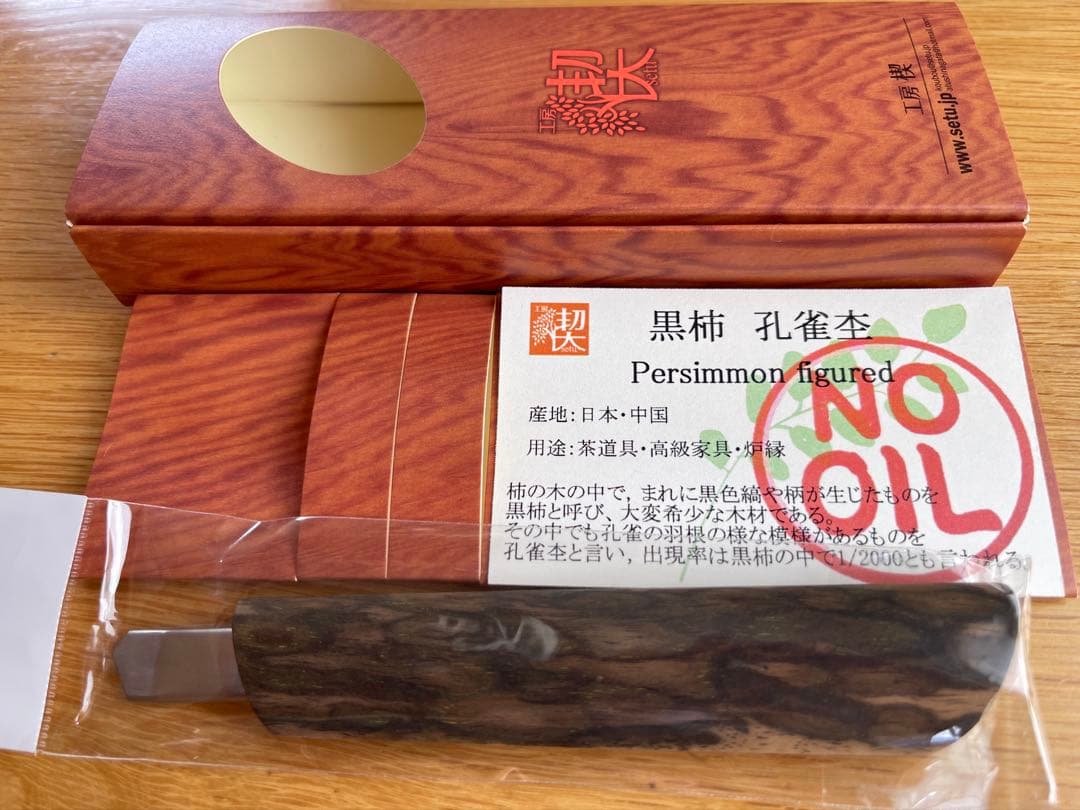 工房
楔
setu
工房 楔
www.setu.jp
工房
楔
setu
黒柿 孔雀杢
Persimmon figured
産地:日本・中国
用途:茶道具・高級家具・炉縁
柿の木の中で, まれに黒色縞や柄が生じたものを
黒柿と呼び、大変希少な木材である。
その中でも孔雀の羽根の様な模様があるものを
孔雀杢と言い, 出現率は黒柿の中で1/2000とも言われる。
NO
OIL